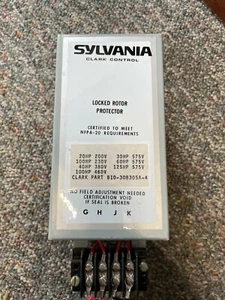 SYLVANIA
CLARK CONTROL
LOCKED ROTOR
PROTECTOR
CERTIFIED TO MEET
NFPA-20 REQUIREMENTS
20HP 200V 30HP 575V
100HP 230V 60HP 575V
40HP 380V 125HP 575V
100HP 460V
CLARK PART 810-308305A-4
NO FIELD ADJUSTMENT NEEDED
CERTIFICATION VOID
IF SEAL IS BROKEN
G H J K